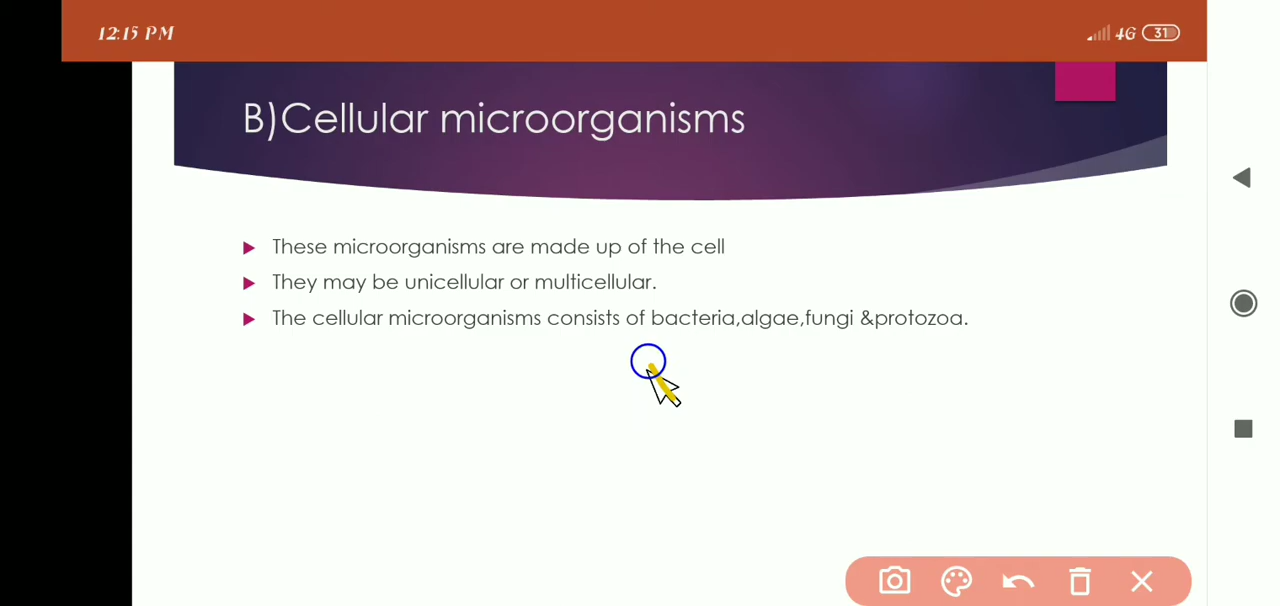 12:15 PM
4G 31
B)Cellular microorganisms
These microorganisms are made up of the cell
They may be unicellular or multicellular.
The cellular microorganisms consists of bacteria,algae,fungi &protozoa.